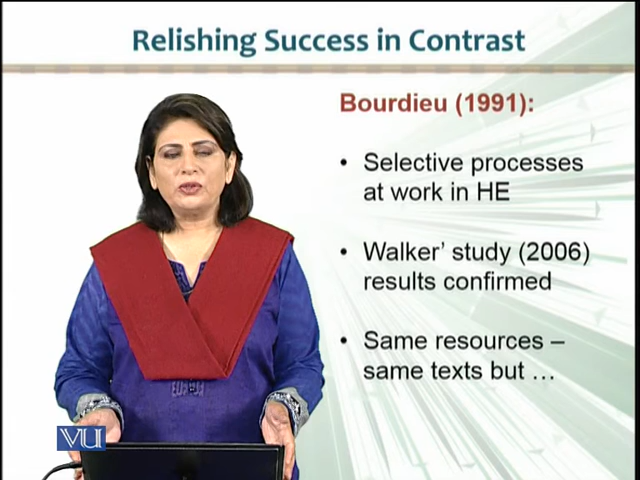 Relishing Success in Contrast
Bourdieu (1991):
• Selective processes
at work in HE
• Walker' study (2006)
results confirmed
• Same resources –
same texts but …
VU